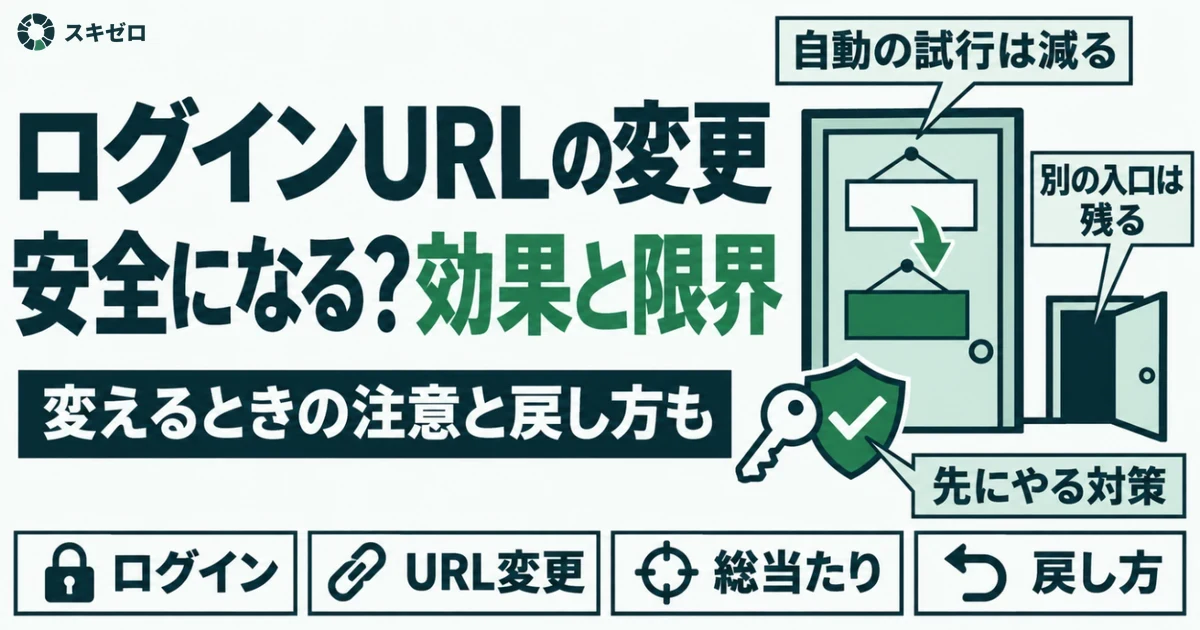 スキゼロ
ログインURLの変更
安全になる?効果と限界
変えるときの注意と戻し方も
自動の試行は減る
別の入口は
残る
先にやる対策
ログイン
URL変更
総当たり
戻し方